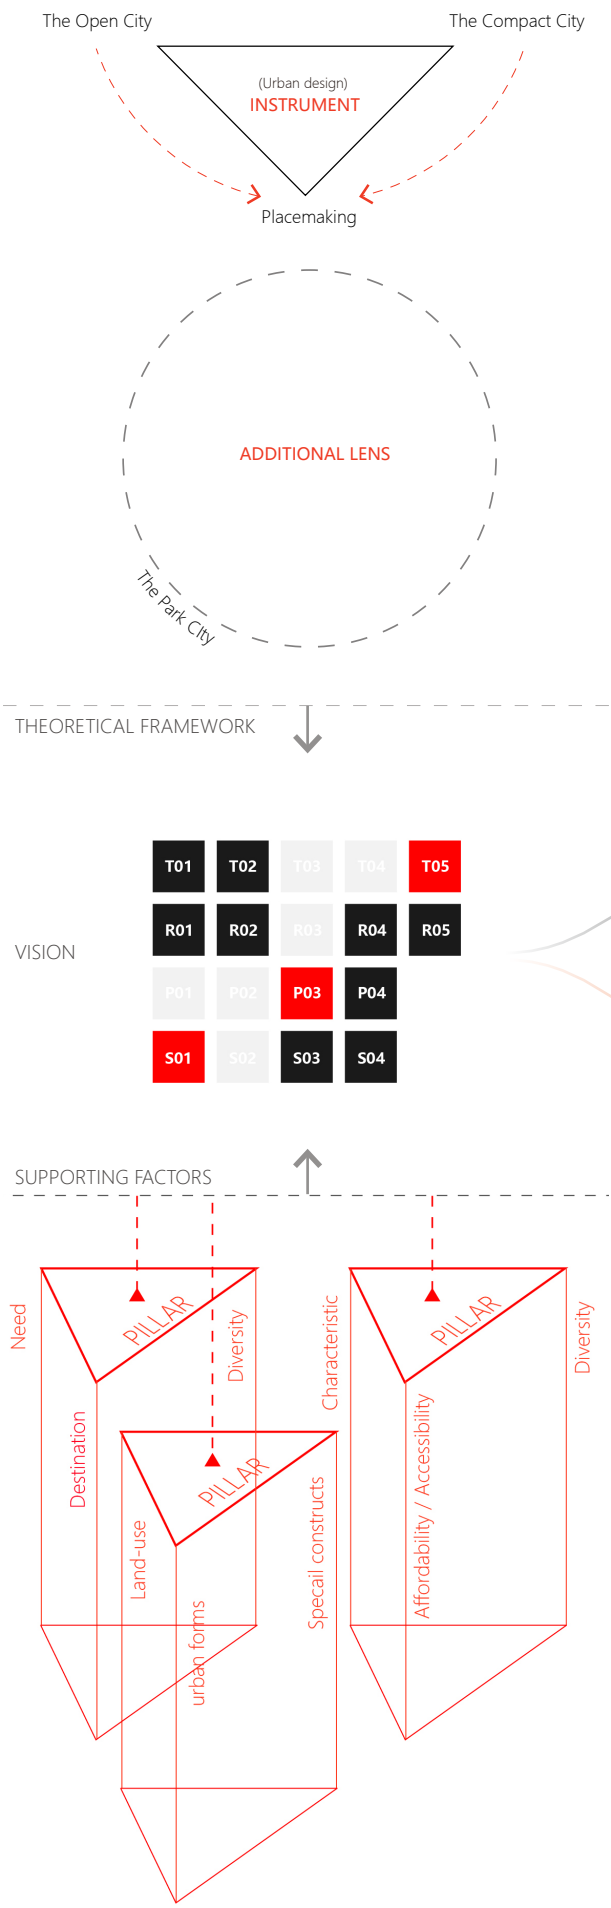 The Open City
The Compact City
(Urban design)
INSTRUMENT
Placemaking
ADDITIONAL LENS
The Park City
THEORETICAL FRAMEWORK
T01 T02 T03 T04 T05
R01 R02 R03 R04 R05
VISION
P01 P02 P03 P04
S01 S02 S03 S04
SUPPORTING FACTORS
Need
PILLAR
Diversity
Destination
Characteristic
PILLAR
Diversity
Affordability / Accessibility
PILLAR
Land-use
urban forms
Specail constructs